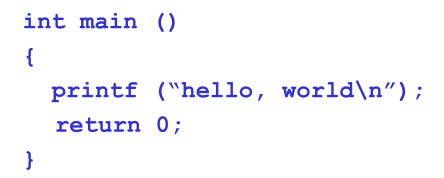 int main ()
{
printf (“hello, world\n”);
return 0;
}